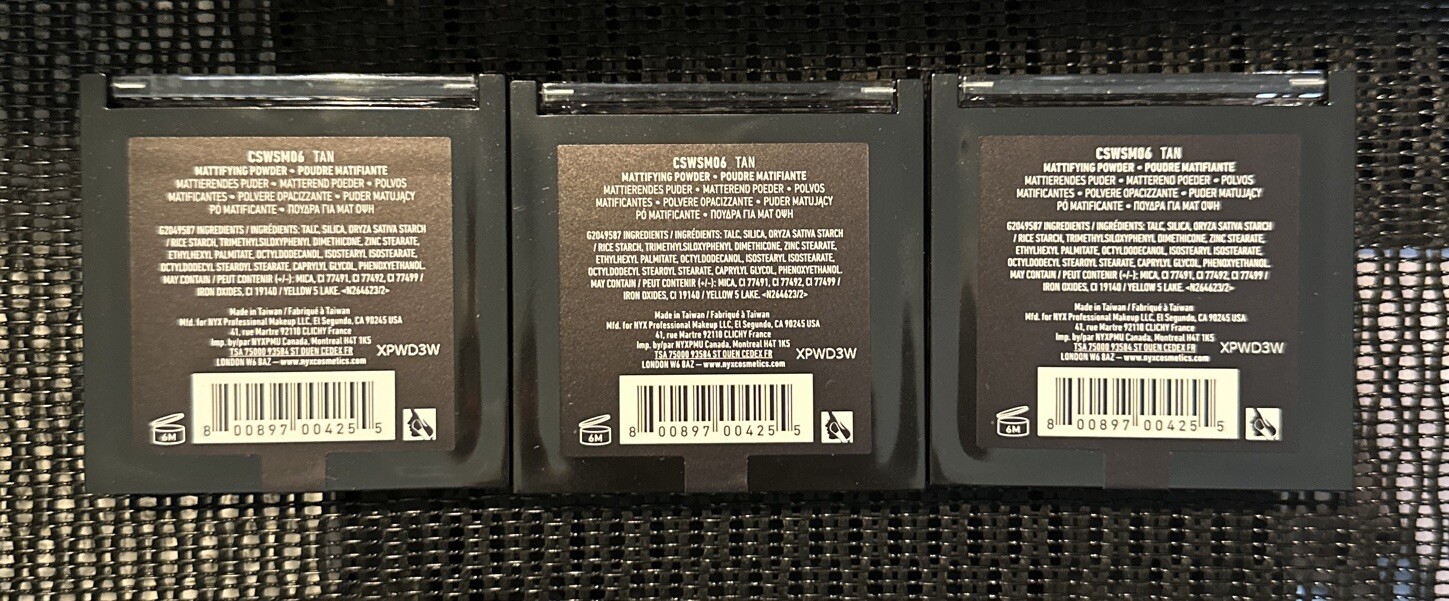 CSWSM06 TAN
MATTIFYING POWDER • POUDRE MATIFIANTE
MATTIERENDES PUDER • MATTEREND POEDER • POLVOS
MATIFICANTES • POLVERE OPACIZZANTE • PUDER MATUJĄCY
PÓ MATIFICANTE • ΠΟΥΔΡΑ ΓΙΑ ΜΑΤ ΟΨΗ
G2049587 INGREDIENTS / INGRÉDIENTS: TALC, SILICA, ORYZA SATIVA STARCH
/ RICE STARCH, TRIMETHYLSILOXYPHENYL DIMETHICONE, ZINC STEARATE,
ETHYLHEXYL PALMITATE, OCTYLDODECANOL, ISOSTEARYL ISOSTEARATE,
OCTYLDODECYL STEAROYL STEARATE, CAPRYLYL GLYCOL, PHENOXYETHANOL.
MAY CONTAIN / PEUT CONTENIR (+/-): MICA, CI 77491, CI 77492, CI 77499 /
IRON OXIDES, CI 19140 / YELLOW 5 LAKE. <N264623/2>
Made in Taiwan / Fabriqué à Taiwan
Mfd. for NYX Professional Makeup LLC, El Segundo, CA 90245 USA
41, rue Martre 92110 CLICHY France
Imp. by/par NYXPMU Canada, Montreal H4T 1K5
TSA 75000 93584 ST OUEN CEDEX FR
LONDON W6 8AZ — www.nyxcosmetics.com
XPWD3W
6M
8 00897 00425 5
CSWSM06 TAN
MATTIFYING POWDER • POUDRE MATIFIANTE
MATTIERENDES PUDER • MATTEREND POEDER • POLVOS
MATIFICANTES • POLVERE OPACIZZANTE • PUDER MATUJĄCY
PÓ MATIFICANTE • ΠΟΥΔΡΑ ΓΙΑ ΜΑΤ ΟΨΗ
G2049587 INGREDIENTS / INGRÉDIENTS: TALC, SILICA, ORYZA SATIVA STARCH
/ RICE STARCH, TRIMETHYLSILOXYPHENYL DIMETHICONE, ZINC STEARATE,
ETHYLHEXYL PALMITATE, OCTYLDODECANOL, ISOSTEARYL ISOSTEARATE,
OCTYLDODECYL STEAROYL STEARATE, CAPRYLYL GLYCOL, PHENOXYETHANOL.
MAY CONTAIN / PEUT CONTENIR (+/-): MICA, CI 77491, CI 77492, CI 77499 /
IRON OXIDES, CI 19140 / YELLOW 5 LAKE. <N264623/2>
Made in Taiwan / Fabriqué à Taiwan
Mfd. for NYX Professional Makeup LLC, El Segundo, CA 90245 USA
41, rue Martre 92110 CLICHY France
Imp. by/par NYXPMU Canada, Montreal H4T 1K5
TSA 75000 93584 ST OUEN CEDEX FR
LONDON W6 8AZ — www.nyxcosmetics.com
XPWD3W
6M
8 00897 00425 5
CSWSM06 TAN
MATTIFYING POWDER • POUDRE MATIFIANTE
MATTIERENDES PUDER • MATTEREND POEDER • POLVOS
MATIFICANTES • POLVERE OPACIZZANTE • PUDER MATUJĄCY
PÓ MATIFICANTE • ΠΟΥΔΡΑ ΓΙΑ ΜΑΤ ΟΨΗ
G2049587 INGREDIENTS / INGRÉDIENTS: TALC, SILICA, ORYZA SATIVA STARCH
/ RICE STARCH, TRIMETHYLSILOXYPHENYL DIMETHICONE, ZINC STEARATE,
ETHYLHEXYL PALMITATE, OCTYLDODECANOL, ISOSTEARYL ISOSTEARATE,
OCTYLDODECYL STEAROYL STEARATE, CAPRYLYL GLYCOL, PHENOXYETHANOL.
MAY CONTAIN / PEUT CONTENIR (+/-): MICA, CI 77491, CI 77492, CI 77499 /
IRON OXIDES, CI 19140 / YELLOW 5 LAKE. <N264623/2>
Made in Taiwan / Fabriqué à Taiwan
Mfd. for NYX Professional Makeup LLC, El Segundo, CA 90245 USA
41, rue Martre 92110 CLICHY France
Imp. by/par NYXPMU Canada, Montreal H4T 1K5
TSA 75000 93584 ST OUEN CEDEX FR
LONDON W6 8AZ — www.nyxcosmetics.com
XPWD3W
6M
8 00897 00425 5